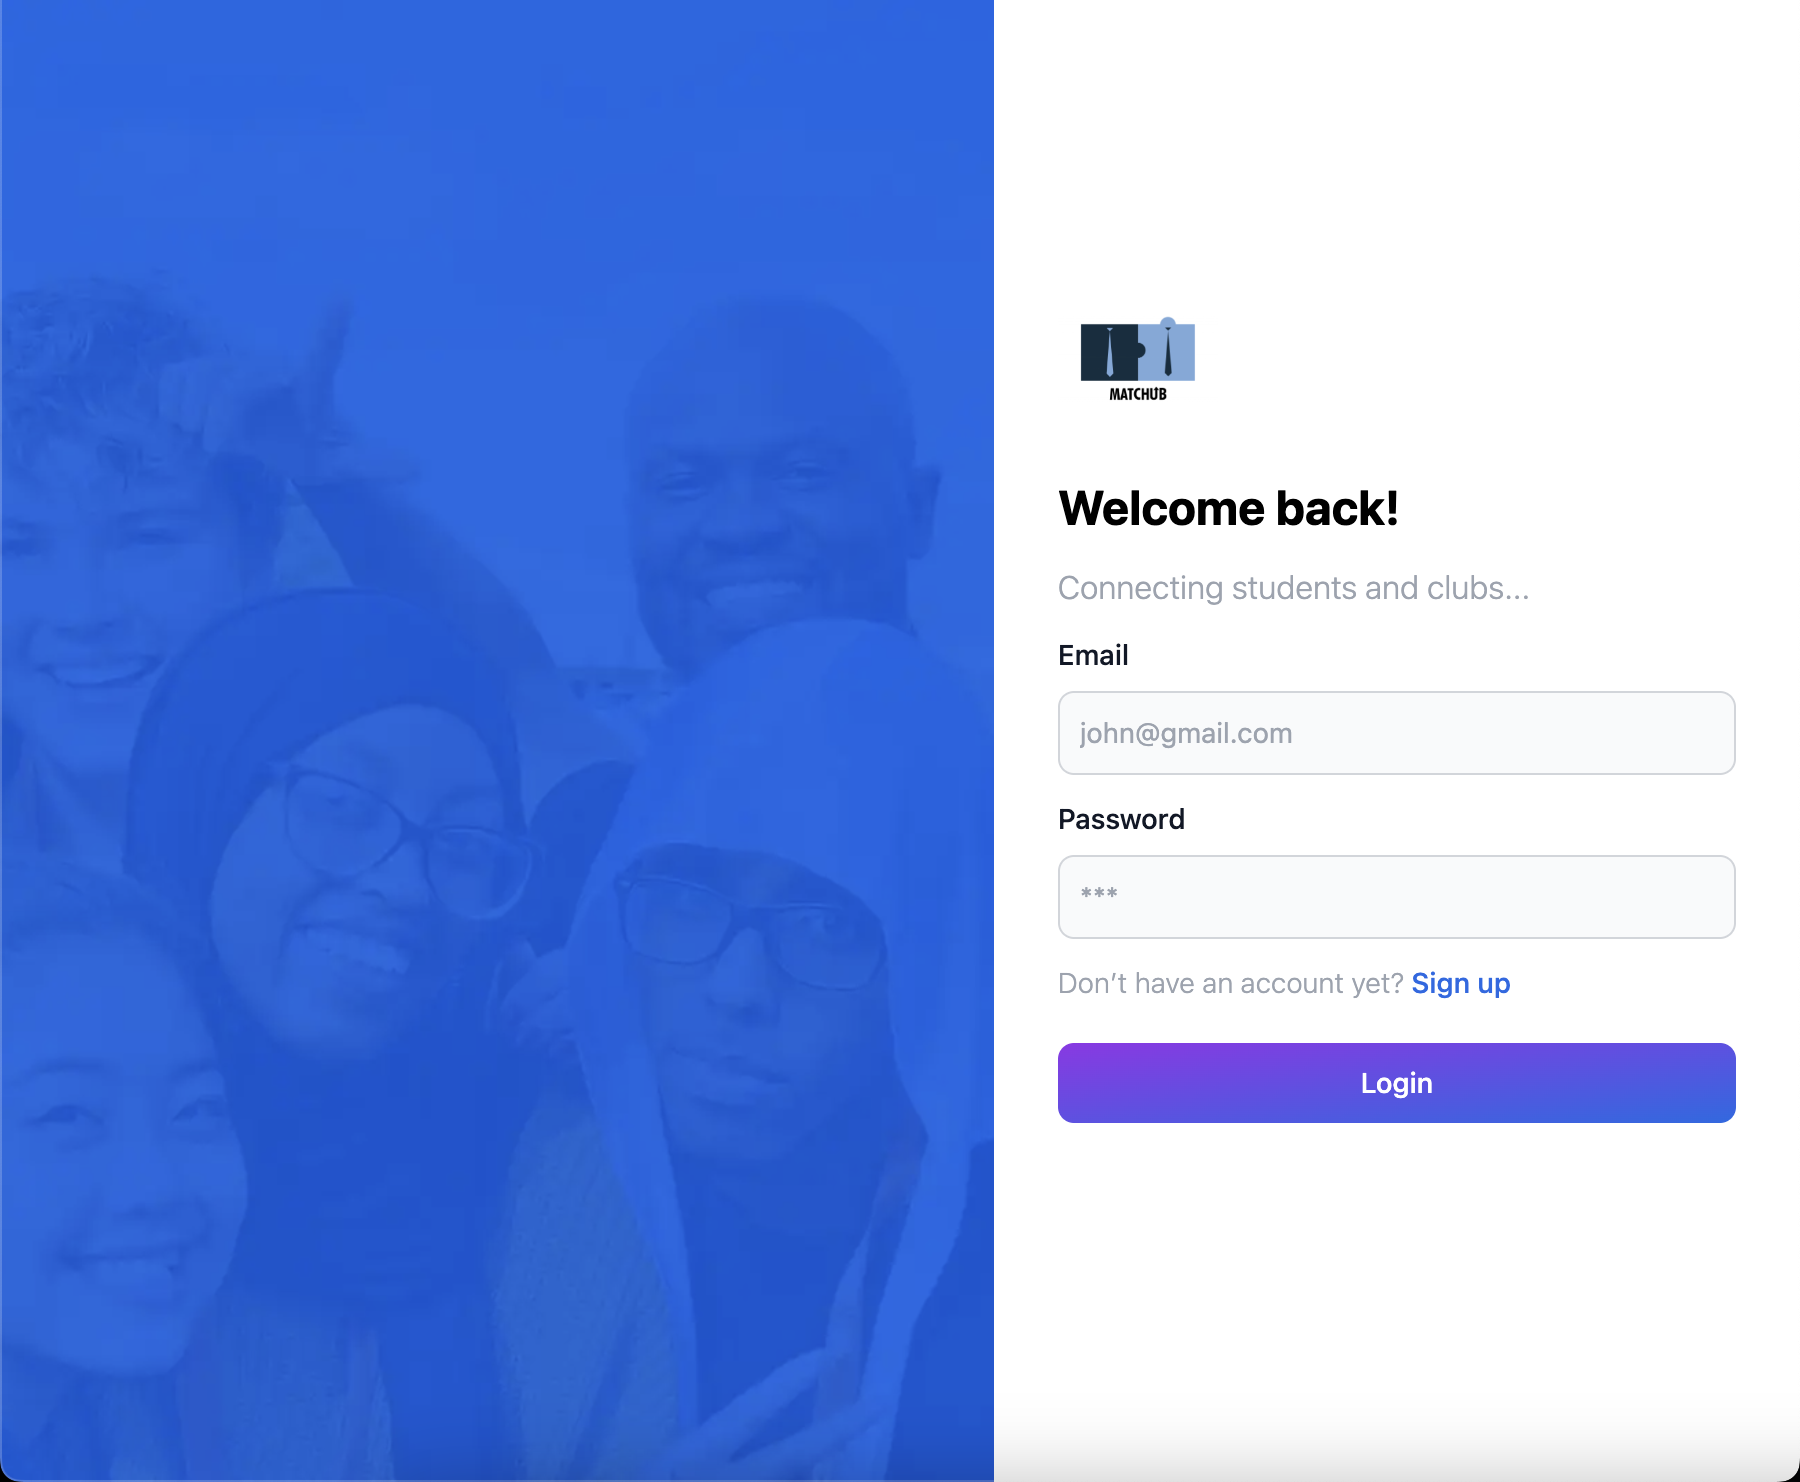 MATCHUB
Welcome back!
Connecting students and clubs...
Email
john@gmail.com
Password
***
Don't have an account yet? Sign up
Login